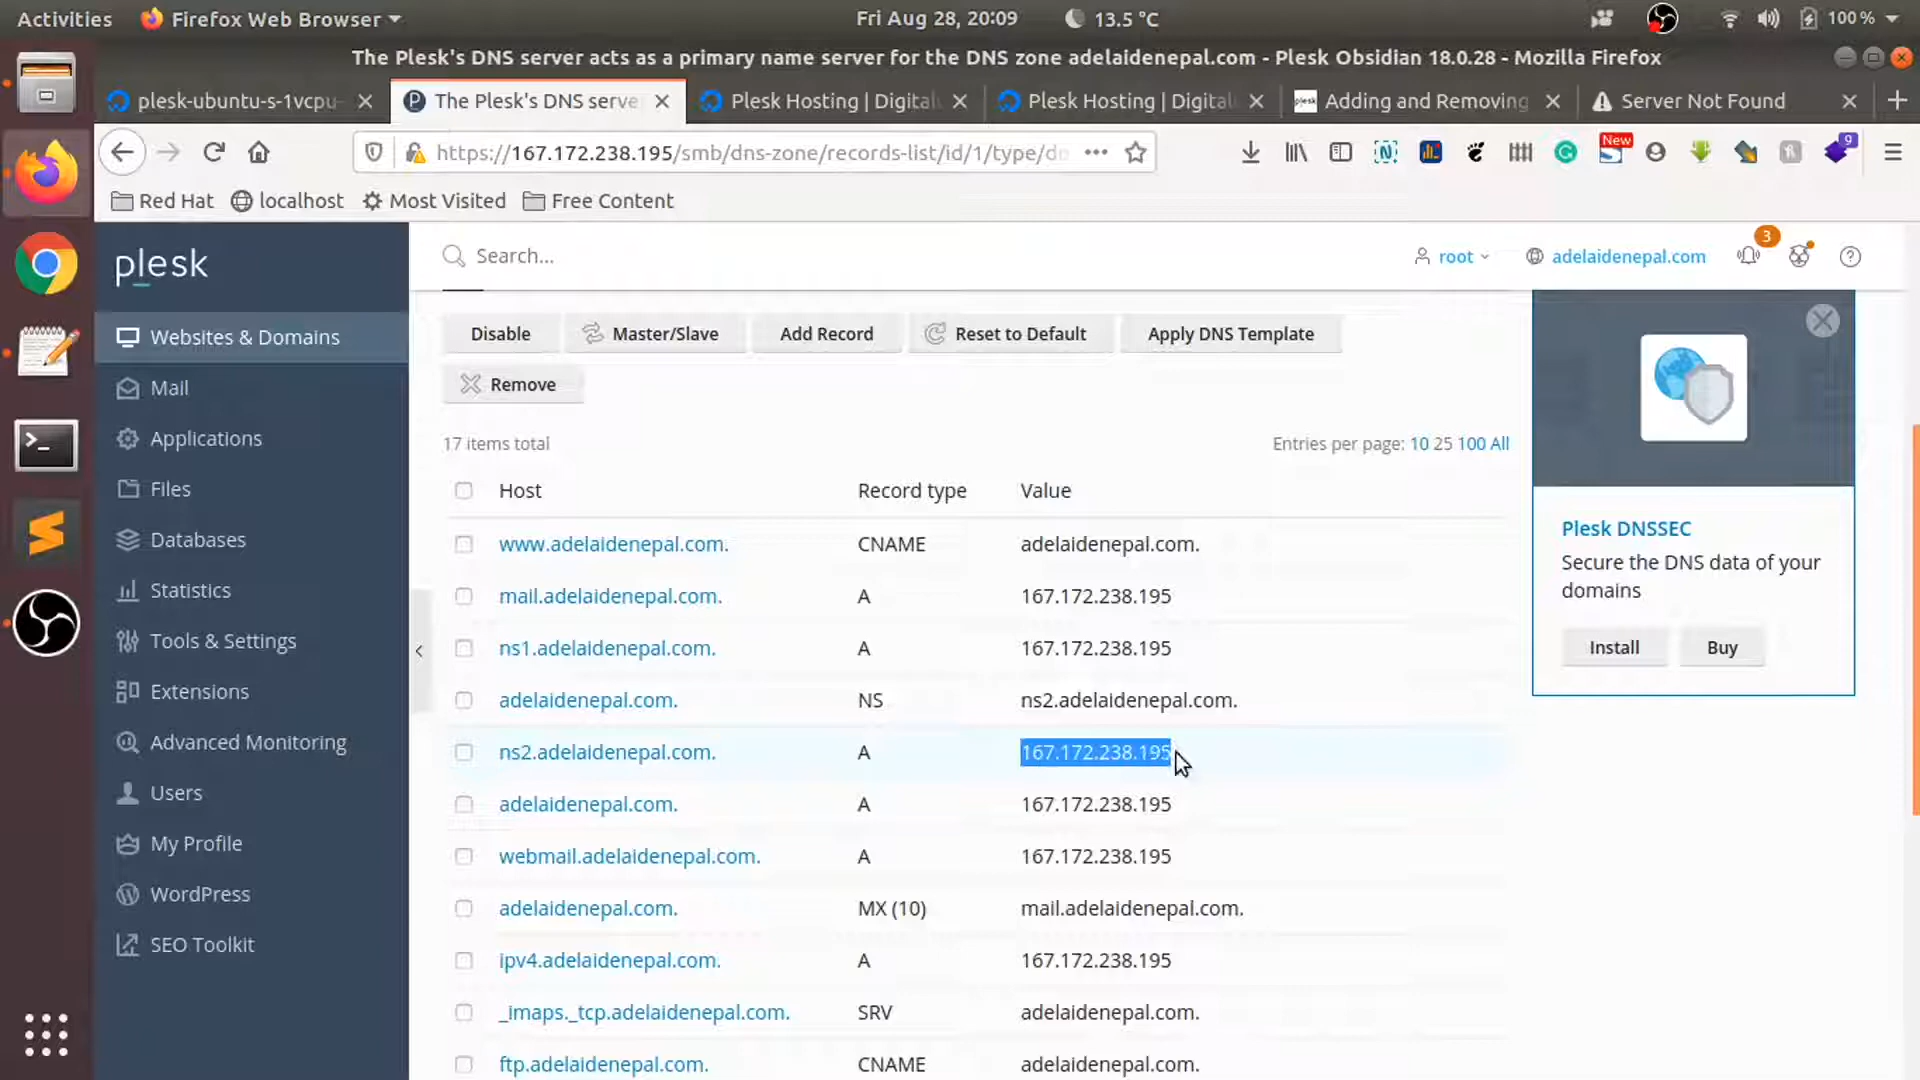 Activities Firefox Web Browser Fri Aug 28, 20:09 13.5 °C 100 %
The Plesk's DNS server acts as a primary name server for the DNS zone adelaidenepal.com - Plesk Obsidian 18.0.28 - Mozilla Firefox
plesk-ubuntu-s-1vcpu- The Plesk's DNS serve Plesk Hosting | Digital Plesk Hosting | Digital Adding and Removing Server Not Found
https://167.172.238.195/smb/dns-zone/records-list/id/1/type/dn New 9
Red Hat localhost Most Visited Free Content
plesk Search... root adelaidenepal.com 3
Websites & Domains
Mail
Applications
Files
Databases
Statistics
Tools & Settings
Extensions
Advanced Monitoring
Users
My Profile
WordPress
SEO Toolkit
Disable Master/Slave Add Record Reset to Default Apply DNS Template
Remove
17 items total Entries per page: 10 25 100 All
Host Record type Value
www.adelaidenepal.com. CNAME adelaidenepal.com.
mail.adelaidenepal.com. A 167.172.238.195
ns1.adelaidenepal.com. A 167.172.238.195
adelaidenepal.com. NS ns2.adelaidenepal.com.
ns2.adelaidenepal.com. A 167.172.238.195
adelaidenepal.com. A 167.172.238.195
webmail.adelaidenepal.com. A 167.172.238.195
adelaidenepal.com. MX (10) mail.adelaidenepal.com.
ipv4.adelaidenepal.com. A 167.172.238.195
_imaps._tcp.adelaidenepal.com. SRV adelaidenepal.com.
ftp.adelaidenepal.com. CNAME adelaidenepal.com.
Plesk DNSSEC
Secure the DNS data of your
domains
Install Buy